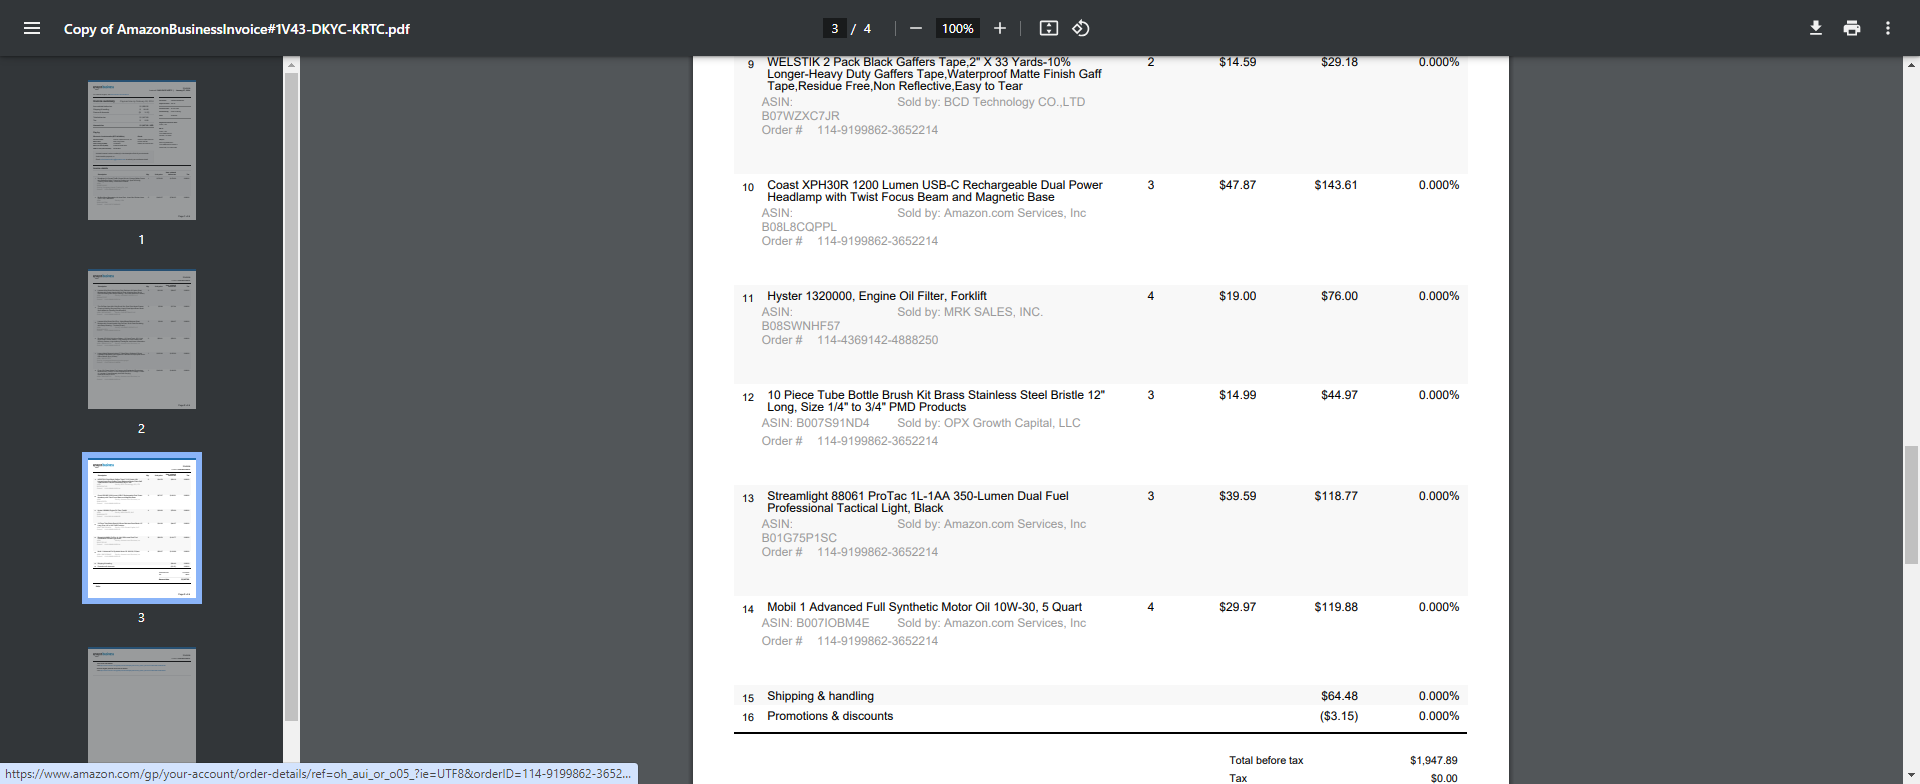 Copy of AmazonBusinessInvoice#1V43-DKYC-KRTC.pdf
3 / 4
100%
1
2
3
9 WELSTIK 2 Pack Black Gaffers Tape,2" X 33 Yards-10% 2 $14.59 $29.18 0.000%
Longer-Heavy Duty Gaffers Tape,Waterproof Matte Finish Gaff
Tape,Residue Free,Non Reflective,Easy to Tear
ASIN: Sold by: BCD Technology CO.,LTD
B07WZXC7JR
Order # 114-9199862-3652214
10 Coast XPH30R 1200 Lumen USB-C Rechargeable Dual Power 3 $47.87 $143.61 0.000%
Headlamp with Twist Focus Beam and Magnetic Base
ASIN: Sold by: Amazon.com Services, Inc
B08L8CQPPL
Order # 114-9199862-3652214
11 Hyster 1320000, Engine Oil Filter, Forklift 4 $19.00 $76.00 0.000%
ASIN: Sold by: MRK SALES, INC.
B08SWNHF57
Order # 114-4369142-4888250
12 10 Piece Tube Bottle Brush Kit Brass Stainless Steel Bristle 12" 3 $14.99 $44.97 0.000%
Long, Size 1/4" to 3/4" PMD Products
ASIN: B007S91ND4 Sold by: OPX Growth Capital, LLC
Order # 114-9199862-3652214
13 Streamlight 88061 ProTac 1L-1AA 350-Lumen Dual Fuel 3 $39.59 $118.77 0.000%
Professional Tactical Light, Black
ASIN: Sold by: Amazon.com Services, Inc
B01G75P1SC
Order # 114-9199862-3652214
14 Mobil 1 Advanced Full Synthetic Motor Oil 10W-30, 5 Quart 4 $29.97 $119.88 0.000%
ASIN: B007IOBM4E Sold by: Amazon.com Services, Inc
Order # 114-9199862-3652214
15 Shipping & handling $64.48 0.000%
16 Promotions & discounts ($3.15) 0.000%
Total before tax $1,947.89
Tax $0.00
https://www.amazon.com/gp/your-account/order-details/ref=oh_aui_or_o05_?ie=UTF8&orderID=114-9199862-3652...